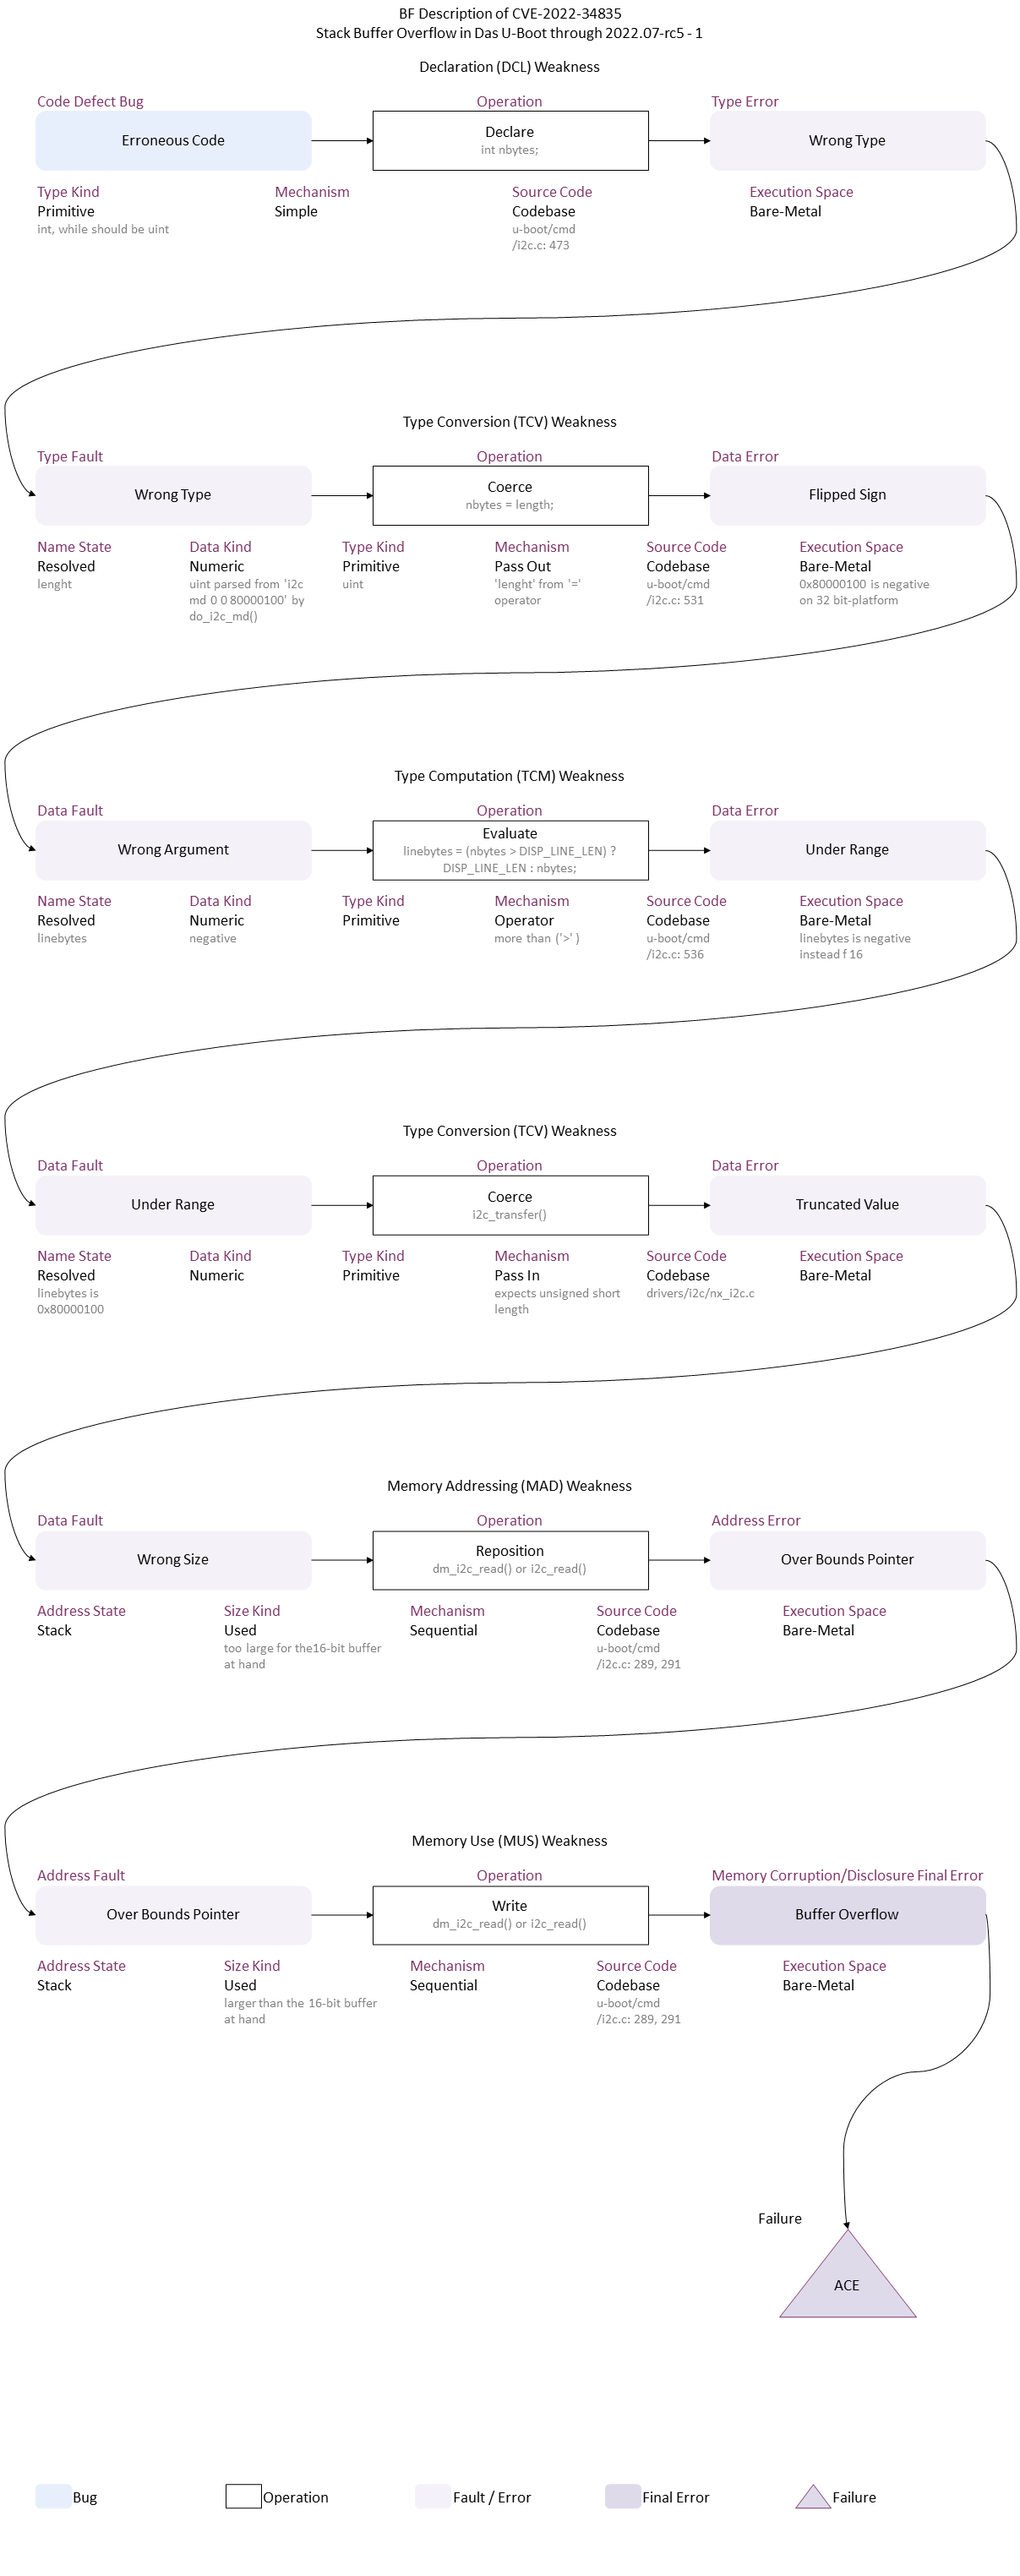 BF Description of CVE-2022-34835
Stack Buffer Overflow in Das U-Boot through 2022.07-rc5 - 1
Declaration (DCL) Weakness
Code Defect Bug
Operation
Type Error
Erroneous Code
Declare
int nbytes;
Wrong Type
Type Kind
Mechanism
Source Code
Execution Space
Primitive
Simple
Codebase
Bare-Metal
int, while should be uint
u-boot/cmd
/i2c.c: 473
Type Conversion (TCV) Weakness
Type Fault
Operation
Data Error
Wrong Type
Coerce
nbytes = length;
Flipped Sign
Name State
Data Kind
Type Kind
Mechanism
Source Code
Execution Space
Resolved
Numeric
Primitive
Pass Out
Codebase
Bare-Metal
lenght
uint parsed from 'i2c
md 0 0 80000100' by
do_i2c_md()
uint
'lenght' from '='
operator
u-boot/cmd
/i2c.c: 531
0x80000100 is negative
on 32 bit-platform
Type Computation (TCM) Weakness
Data Fault
Operation
Data Error
Wrong Argument
Evaluate
linebytes = (nbytes > DISP_LINE_LEN) ?
DISP_LINE_LEN : nbytes;
Under Range
Name State
Data Kind
Type Kind
Mechanism
Source Code
Execution Space
Resolved
Numeric
Primitive
Operator
Codebase
Bare-Metal
linebytes
negative
more than ('>' )
u-boot/cmd
/i2c.c: 536
linebytes is negative
instead f 16
Type Conversion (TCV) Weakness
Data Fault
Operation
Data Error
Under Range
Coerce
i2c_transfer()
Truncated Value
Name State
Data Kind
Type Kind
Mechanism
Source Code
Execution Space
Resolved
Numeric
Primitive
Pass In
Codebase
Bare-Metal
linebytes is
0x80000100
expects unsigned short
length
drivers/i2c/nx_i2c.c
Memory Addressing (MAD) Weakness
Data Fault
Operation
Address Error
Wrong Size
Reposition
dm_i2c_read() or i2c_read()
Over Bounds Pointer
Address State
Size Kind
Mechanism
Source Code
Execution Space
Stack
Used
Sequential
Codebase
Bare-Metal
too large for the16-bit buffer
at hand
u-boot/cmd
/i2c.c: 289, 291
Memory Use (MUS) Weakness
Address Fault
Operation
Memory Corruption/Disclosure Final Error
Over Bounds Pointer
Write
dm_i2c_read() or i2c_read()
Buffer Overflow
Address State
Size Kind
Mechanism
Source Code
Execution Space
Stack
Used
Sequential
Codebase
Bare-Metal
larger than the 16-bit buffer
at hand
u-boot/cmd
/i2c.c: 289, 291
Failure
ACE
Bug
Operation
Fault / Error
Final Error
Failure